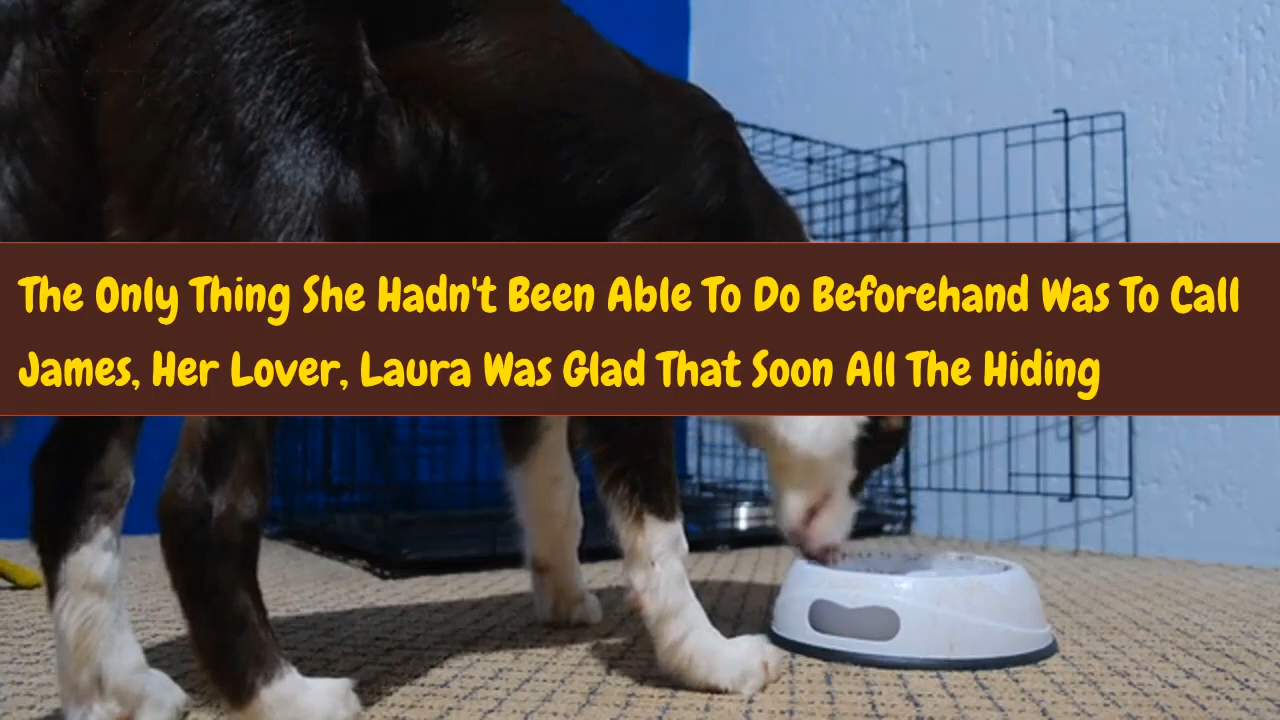 The Only Thing She Hadn't Been Able To Do Beforehand Was To Call
James, Her Lover, Laura Was Glad That Soon All The Hiding